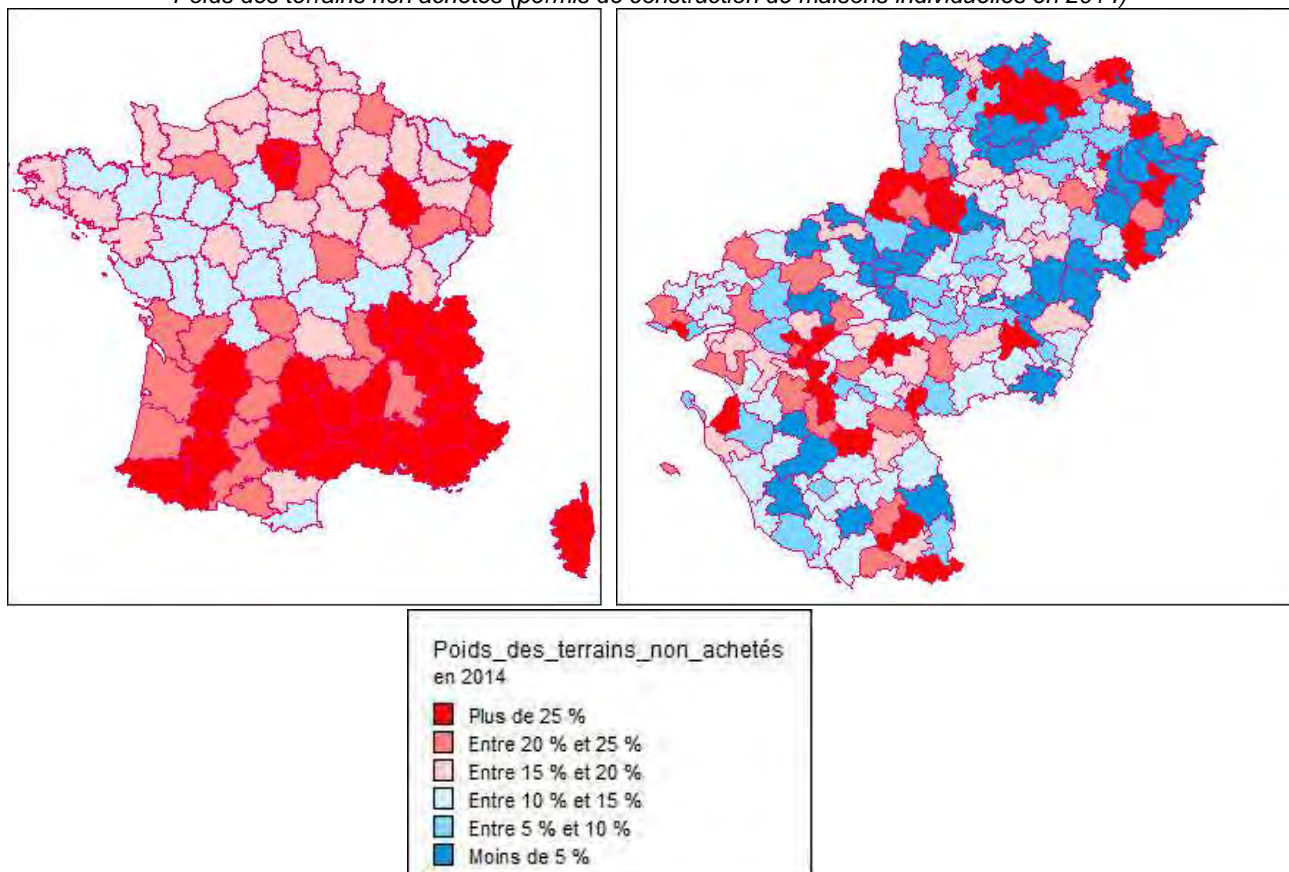 Poids des terrains non achetés (permis de construction de maisons individuelles en 2014)
Poids_des_terrains_non_achetés
en 2014
Plus de 25 %
Entre 20 % et 25 %
Entre 15 % et 20 %
Entre 10 % et 15 %
Entre 5 % et 10 %
Moins de 5 %